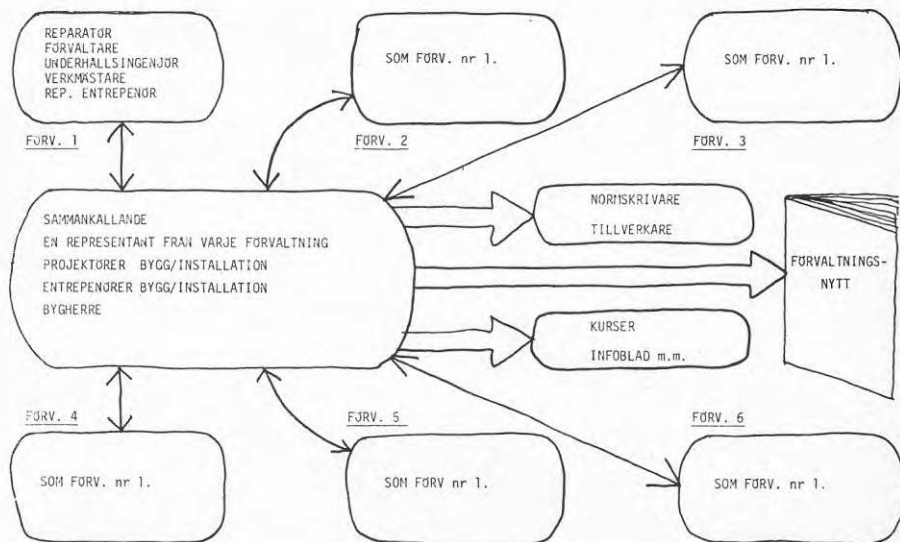 REPARATÖR
FÖRVALTARE
UNDERHÅLLSINGENJÖR
VERKMÄSTARE
REP. ENTREPENÖR
FÖRV. 1
SOM FÖRV. nr 1.
FÖRV. 2
SOM FÖRV. nr 1.
FÖRV. 3
SAMMANKALLANDE
EN REPRESENTANT FRÅN VARJE FÖRVALTNING
PROJEKTÖRER BYGG/INSTALLATION
ENTREPENÖRER BYGG/INSTALLATION
BYGHERRE
NORMSKRIVARE
TILLVERKARE
FÖRVALTNINGS-
NYTT
KURSER
INFOBLAD m.m.
FÖRV. 4
SOM FÖRV. nr 1.
FÖRV. 5
SOM FÖRV nr 1.
FÖRV. 6
SOM FÖRV. nr 1.